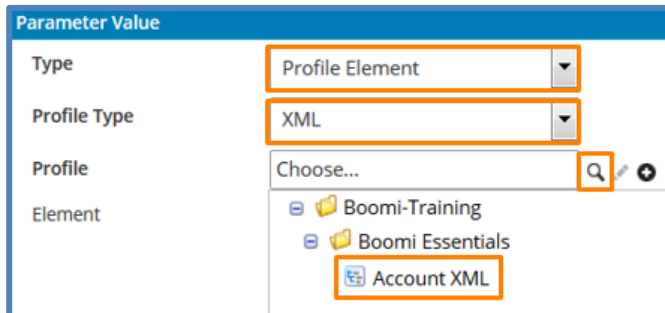 Parameter Value
Type Profile Element
Profile Type XML
Profile Choose...
Element Boomi-Training
Boomi Essentials
Account XML